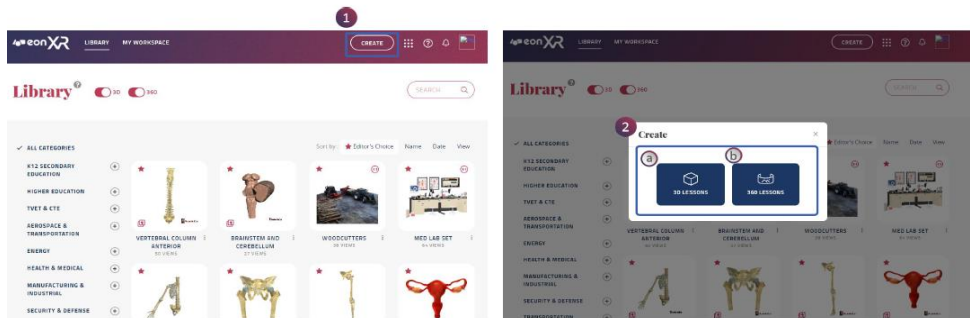 1
eonXR LIBRARY MY WORKSPACE CREATE
Library 3D 360 SEARCH
ALL CATEGORIES
Sort by Editor's Choice Name Date View
K12 SECONDARY
EDUCATION
HIGHER EDUCATION
TVET & CTE
AEROSPACE &
TRANSPORTATION
ENERGY
HEALTH & MEDICAL
MANUFACTURING &
INDUSTRIAL
SECURITY & DEFENSE
VERTEBRAL COLUMN
ANTERIOR
BRAINSTEM AND
CEREBELLUM
37 VIEWS
WOODCUTTERS
MED LAB SET
eonXR LIBRARY MY WORKSPACE CREATE
Library 3D 360 SEARCH
2
Create
a
b
3D LESSONS
360 LESSONS
ALL CATEGORIES
Editor's Choice Name Date View
K12 SECONDARY
EDUCATION
HIGHER EDUCATION
TVET & CTE
AEROSPACE &
TRANSPORTATION
ENERGY
HEALTH & MEDICAL
MANUFACTURING &
INDUSTRIAL
SECURITY & DEFENSE
TRANSPORTATION
VERTEBRAL COLUMN
ANTERIOR
BRAINSTEM AND
CEREBELLUM
WOODCUTTERS
MED LAB SET